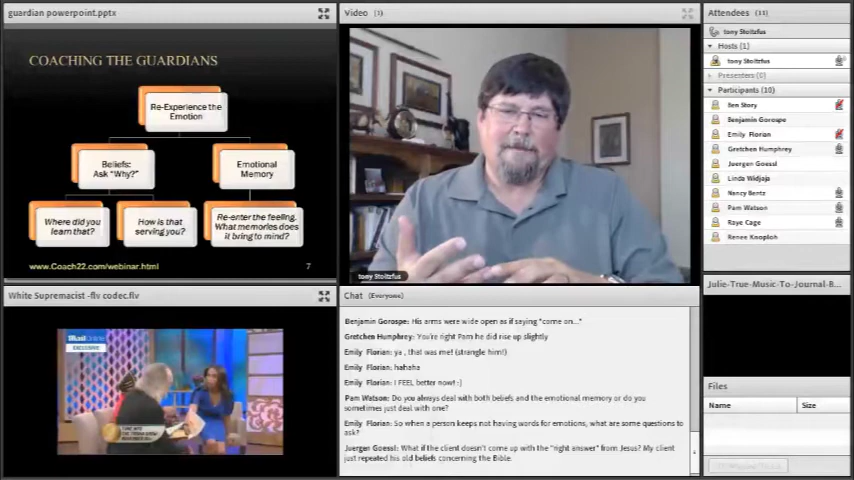 guardian powerpoint.pptx
COACHING THE GUARDIANS
Re-Experience the
Emotion
Beliefs:
Ask "Why?"
Emotional
Memory
Where did you
learn that?
How is that
serving you?
Re-enter the feeling.
What memories does
it bring to mind?
www.Coach22.com/webinar.html
7
White Supremacist -flv codec.flv
MailOnline
EXCLUSIVE
Video (1)
tony Stoltzfus
Chat (Everyone)
Benjamin Gorospe: His arms were wide open as if saying "come on..."
Gretchen Humphrey: You're right Pam he did rise up slightly
Emily Florian: ya , that was me! (strangle him!)
Emily Florian: hahaha
Emily Florian: I FEEL better now! :)
Pam Watson: Do you always deal with both beliefs and the emotional memory or do you
sometimes just deal with one?
Emily Florian: So when a person keeps not having words for emotions, what are some questions to
ask?
Juergen Goessl: What if the client doesn't come up with the "right answer" from Jesus? My client
just repeated his old beliefs concerning the Bible.
Attendees (11)
tony Stoltzfus
Hosts (1)
tony Stoltzfus
Presenters (0)
Participants (10)
Ben Story
Benjamin Gorospe
Emily Florian
Gretchen Humphrey
Juergen Goessl
Linda Widjaja
Nancy Bentz
Pam Watson
Raye Cage
Renee Knoploh
Julie-True-Music-To-Journal-B...
Files
Name
Size